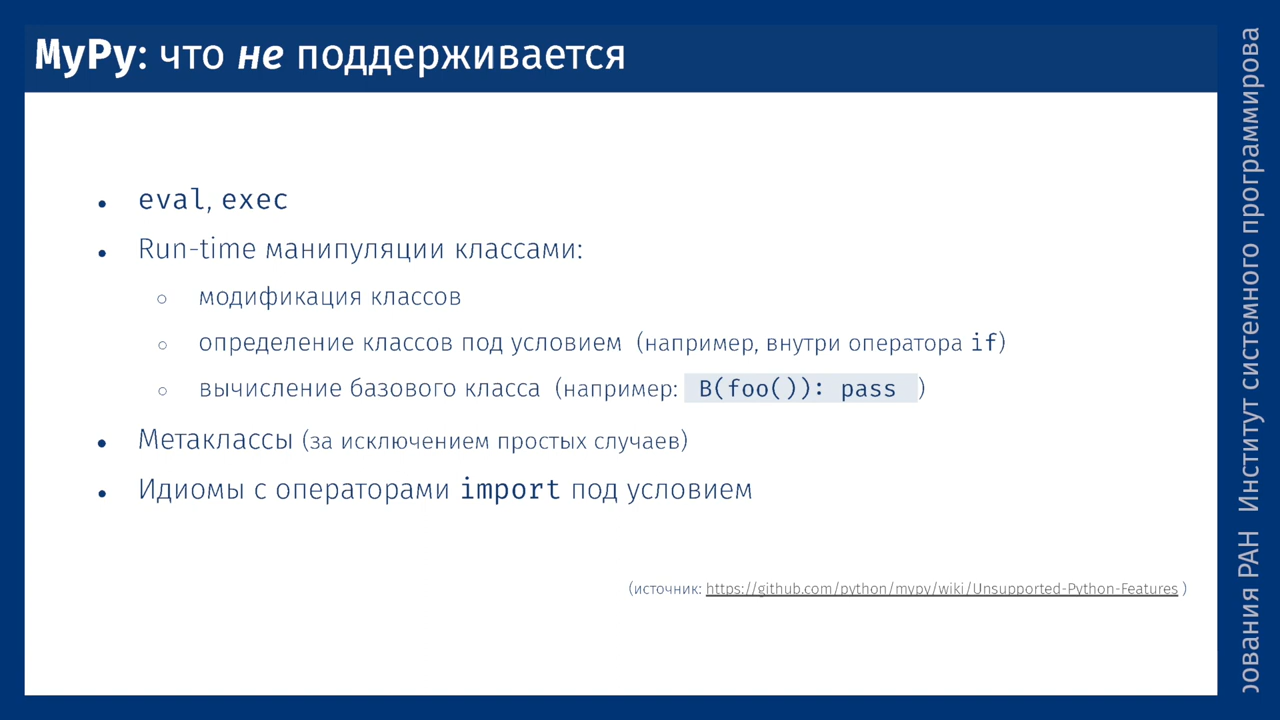 MyPy: что не поддерживается
eval, exec
Run-time манипуляции классами:
модификация классов
определение классов под условием (например, внутри оператора if)
вычисление базового класса (например: B(foo()): pass )
Метаклассы (за исключением простых случаев)
Идиомы с операторами import под условием
(источник: https://github.com/python/mypy/wiki/Unsupported-Python-Features )
рования РАН Институт системного программирова